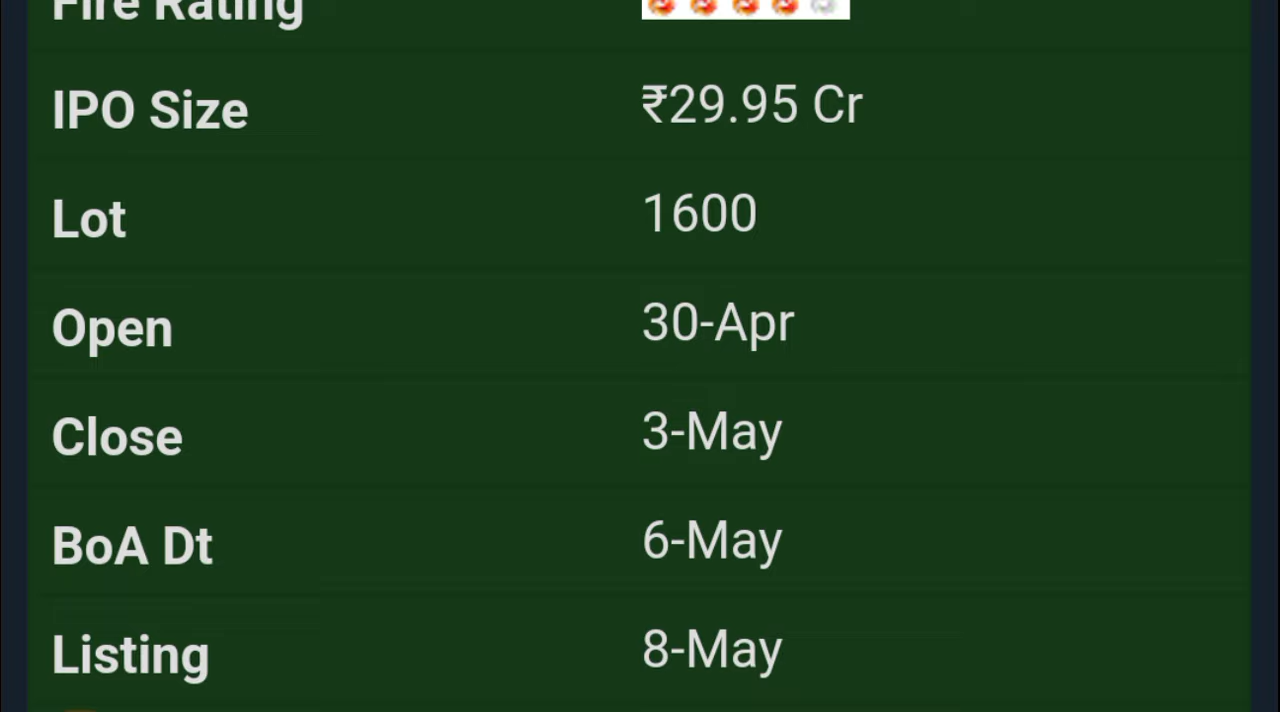 Fire Rating
IPO Size ₹29.95 Cr
Lot 1600
Open 30-Apr
Close 3-May
BoA Dt 6-May
Listing 8-May